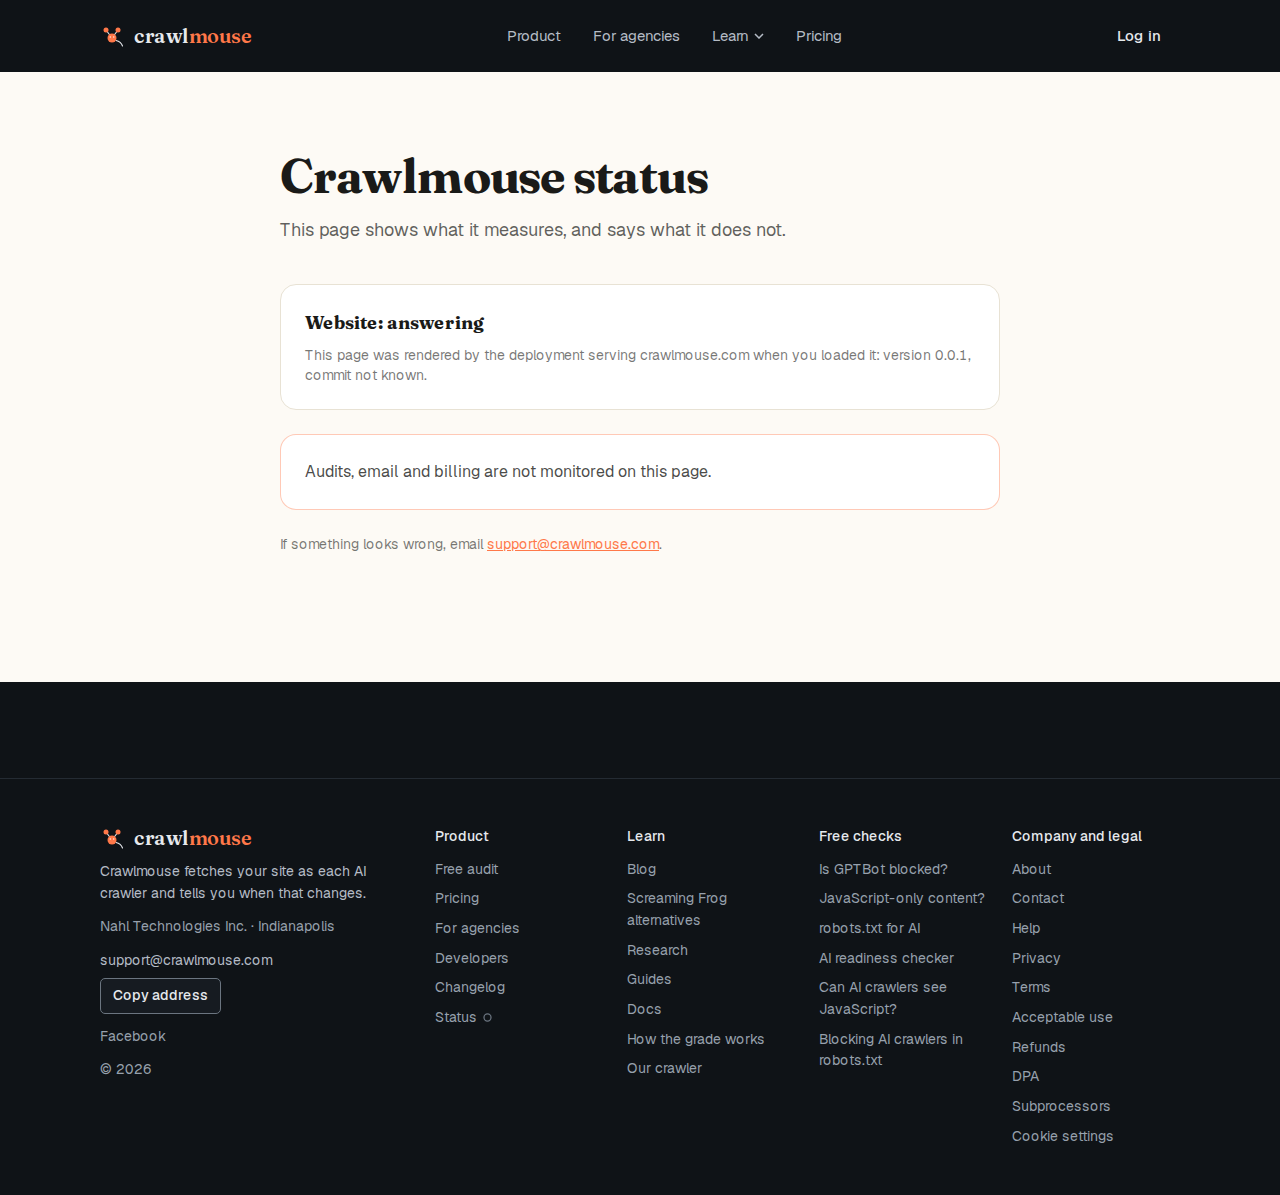 crawlmouse
Product
For agencies
Learn
Pricing
Log in
Crawlmouse status
This page shows what it measures, and says what it does not.
Website: answering
This page was rendered by the deployment serving crawlmouse.com when you loaded it: version 0.0.1,
commit not known.
Audits, email and billing are not monitored on this page.
If something looks wrong, email support@crawlmouse.com.
crawlmouse
Crawlmouse fetches your site as each AI
crawler and tells you when that changes.
Nahl Technologies Inc. · Indianapolis
support@crawlmouse.com
Copy address
Facebook
© 2026
Product
Free audit
Pricing
For agencies
Developers
Changelog
Status
Learn
Blog
Screaming Frog
alternatives
Research
Guides
Docs
How the grade works
Our crawler
Free checks
Is GPTBot blocked?
JavaScript-only content?
robots.txt for AI
AI readiness checker
Can AI crawlers see
JavaScript?
Blocking AI crawlers in
robots.txt
Company and legal
About
Contact
Help
Privacy
Terms
Acceptable use
Refunds
DPA
Subprocessors
Cookie settings